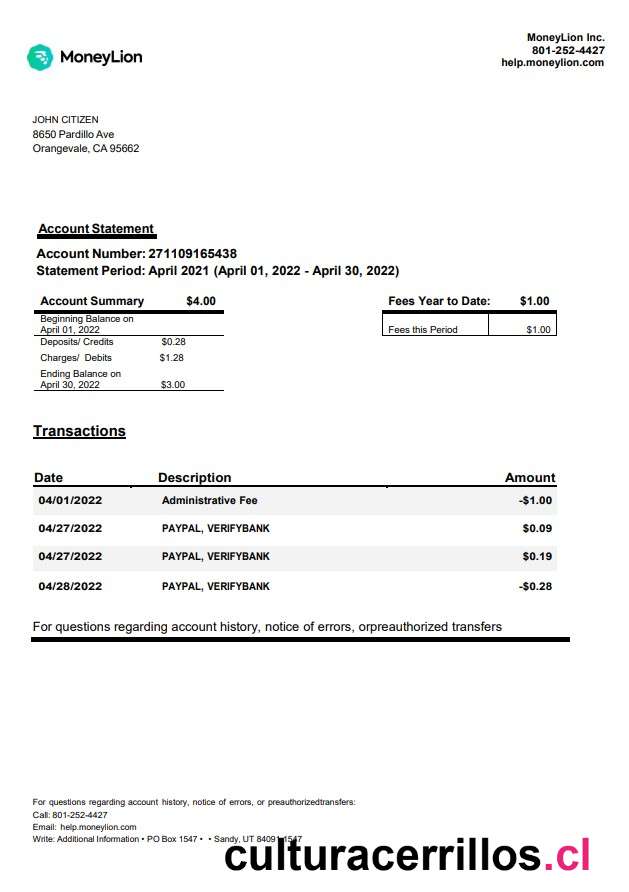 MoneyLion
MoneyLion Inc.
801-252-4427
help.moneylion.com
JOHN CITIZEN
8650 Pardillo Ave
Orangevale, CA 95662
Account Statement
Account Number: 271109165438
Statement Period: April 2021 (April 01, 2022 - April 30, 2022)
Account Summary $4.00
Beginning Balance on
April 01, 2022
Deposits/ Credits $0.28
Charges/ Debits $1.28
Ending Balance on
April 30, 2022 $3.00
Fees Year to Date: $1.00
Fees this Period $1.00
Transactions
Date Description Amount
04/01/2022 Administrative Fee -$1.00
04/27/2022 PAYPAL, VERIFYBANK $0.09
04/27/2022 PAYPAL, VERIFYBANK $0.19
04/28/2022 PAYPAL, VERIFYBANK -$0.28
For questions regarding account history, notice of errors, orpreauthorized transfers
For questions regarding account history, notice of errors, or preauthorizedtransfers:
Call: 801-252-4427
Email: help.moneylion.com
Write: Additional Information • PO Box 1547 • • Sandy, UT 84091-1547
culturacerrillos.cl